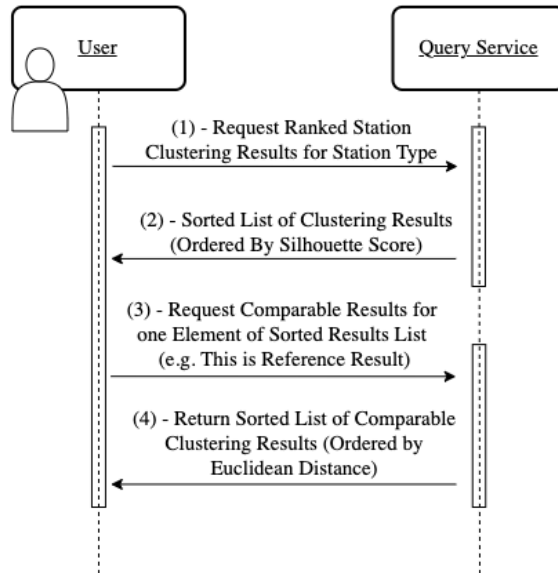 User
Query Service
(1) - Request Ranked Station
Clustering Results for Station Type
(2) - Sorted List of Clustering Results
(Ordered By Silhouette Score)
(3) - Request Comparable Results for
one Element of Sorted Results List
(e.g. This is Reference Result)
(4) - Return Sorted List of Comparable
Clustering Results (Ordered by
Euclidean Distance)